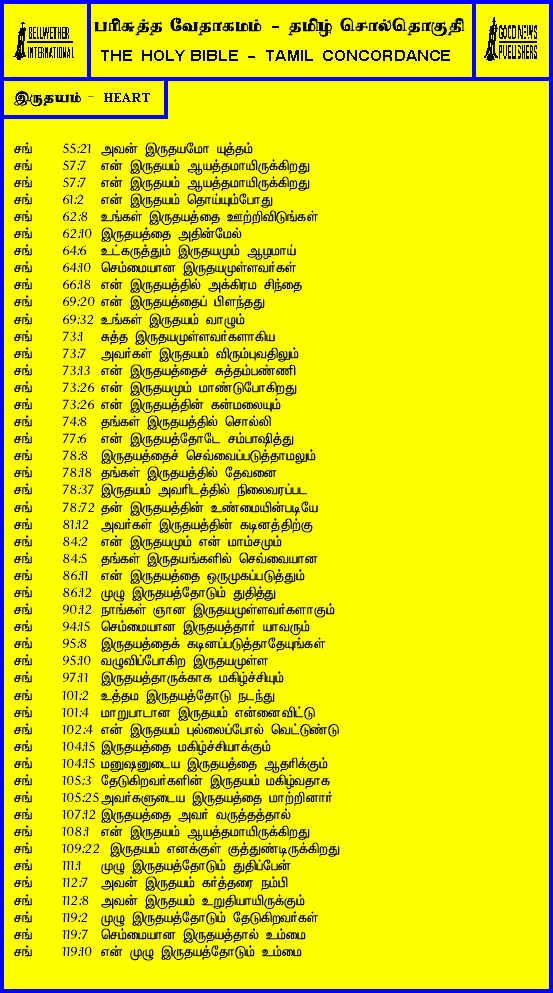 BELLWETHER
INTERNATIONAL
பரிசுத்த வேதாகமம் - தமிழ் சொல்தொகுதி
THE HOLY BIBLE - TAMIL CONCORDANCE
GOOD NEWS
PUBLISHERS
இருதயம் - HEART
சங் 55:21 அவன் இருதயமோ யுத்தம்
சங் 57:7 என் இருதயம் ஆயத்தமாயிருக்கிறது
சங் 57:7 என் இருதயம் ஆயத்தமாயிருக்கிறது
சங் 61:2 என் இருதயம் தொய்யும்போது
சங் 62:8 உங்கள் இருதயத்தை ஊற்றிவிடுங்கள்
சங் 62:10 இருதயத்தை அதின்மேல்
சங் 64:6 உட்கருத்தும் இருதயமும் ஆழமாய்
சங் 64:10 செம்மையான இருதயமுள்ளவர்கள்
சங் 66:18 என் இருதயத்தில் அக்கிரம சிந்தை
சங் 69:20 என் இருதயத்தைப் பிளந்தது
சங் 69:32 உங்கள் இருதயம் வாழும்
சங் 73:1 சுத்த இருதயமுள்ளவர்களாகிய
சங் 73:7 அவர்கள் இருதயம் விரும்புவதிலும்
சங் 73:13 என் இருதயத்தைச் சுத்தம்பண்ணி
சங் 73:26 என் இருதயமும் மாண்டுபோகிறது
சங் 73:26 என் இருதயத்தின் கன்மலையும்
சங் 74:8 தங்கள் இருதயத்தில் சொல்லி
சங் 77:6 என் இருதயத்தோடே சம்பாஷித்து
சங் 78:8 இருதயத்தைச் செவ்வைப்படுத்தாமலும்
சங் 78:18 தங்கள் இருதயத்தில் தேவனை
சங் 78:37 இருதயம் அவரிடத்தில் நிலைவரப்பட
சங் 78:72 தன் இருதயத்தின் உண்மையின்படியே
சங் 81:12 அவர்கள் இருதயத்தின் கடினத்திற்கு
சங் 84:2 என் இருதயமும் என் மாம்சமும்
சங் 84:5 தங்கள் இருதயங்களில் செவ்வையான
சங் 86:11 என் இருதயத்தை ஒருமுகப்படுத்தும்
சங் 86:12 முழு இருதயத்தோடும் துதித்து
சங் 90:12 நாங்கள் ஞான இருதயமுள்ளவர்களாகும்
சங் 94:15 செம்மையான இருதயத்தார் யாவரும்
சங் 95:8 இருதயத்தைக் கடினப்படுத்தாதேயுங்கள்
சங் 95:10 வழுவிப்போகிற இருதயமுள்ள
சங் 97:11 இருதயத்தாருக்காக மகிழ்ச்சியும்
சங் 101:2 உத்தம இருதயத்தோடு நடந்து
சங் 101:4 மாறுபாடான இருதயம் என்னைவிட்டு
சங் 102:4 என் இருதயம் புல்லைப்போல் வெட்டுண்டு
சங் 104:15 இருதயத்தை மகிழ்ச்சியாக்கும்
சங் 104:15 மனுஷனுடைய இருதயத்தை ஆதரிக்கும்
சங் 105:3 தேடுகிறவர்களின் இருதயம் மகிழ்வதாக
சங் 105:25 அவர்களுடைய இருதயத்தை மாற்றினார்
சங் 107:12 இருதயத்தை அவர் வருத்தத்தால்
சங் 108:1 என் இருதயம் ஆயத்தமாயிருக்கிறது
சங் 109:22 இருதயம் எனக்குள் குத்துண்டிருக்கிறது
சங் 111:1 முழு இருதயத்தோடும் துதிப்பேன்
சங் 112:7 அவன் இருதயம் கர்த்தரை நம்பி
சங் 112:8 அவன் இருதயம் உறுதியாயிருக்கும்
சங் 119:2 முழு இருதயத்தோடும் தேடுகிறவர்கள்
சங் 119:7 செம்மையான இருதயத்தால் உம்மை
சங் 119:10 என் முழு இருதயத்தோடும் உம்மை